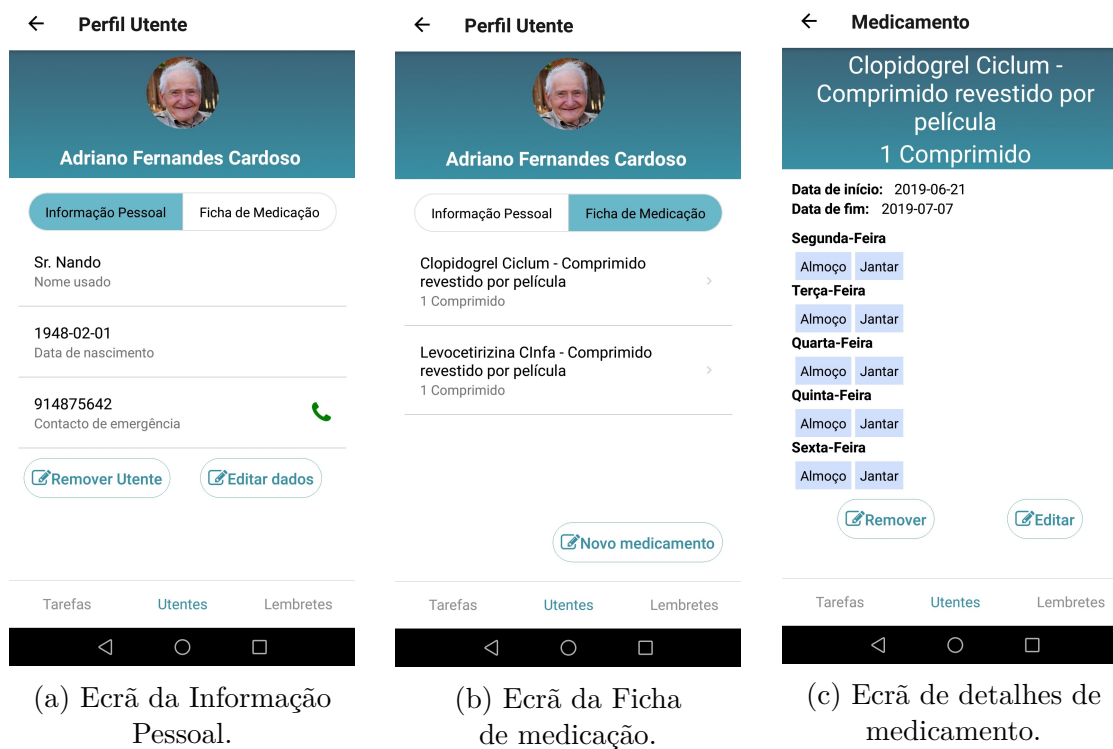 Perfil Utente
Adriano Fernandes Cardoso
Informação Pessoal
Ficha de Medicação
Sr. Nando
Nome usado
1948-02-01
Data de nascimento
914875642
Contacto de emergência
Remover Utente
Editar dados
Tarefas
Utentes
Lembretes
(a) Ecrã da Informação
Pessoal.
Perfil Utente
Adriano Fernandes Cardoso
Informação Pessoal
Ficha de Medicação
Clopidogrel Ciclum - Comprimido
revestido por película
1 Comprimido
Levocetirizina CInfa - Comprimido
revestido por película
1 Comprimido
Novo medicamento
Tarefas
Utentes
Lembretes
(b) Ecrã da Ficha
de medicação.
Medicamento
Clopidogrel Ciclum -
Comprimido revestido por
película
1 Comprimido
Data de início: 2019-06-21
Data de fim: 2019-07-07
Segunda-Feira
Almoço Jantar
Terça-Feira
Almoço Jantar
Quarta-Feira
Almoço Jantar
Quinta-Feira
Almoço Jantar
Sexta-Feira
Almoço Jantar
Remover
Editar
Tarefas
Utentes
Lembretes
(c) Ecrã de detalhes de
medicamento.